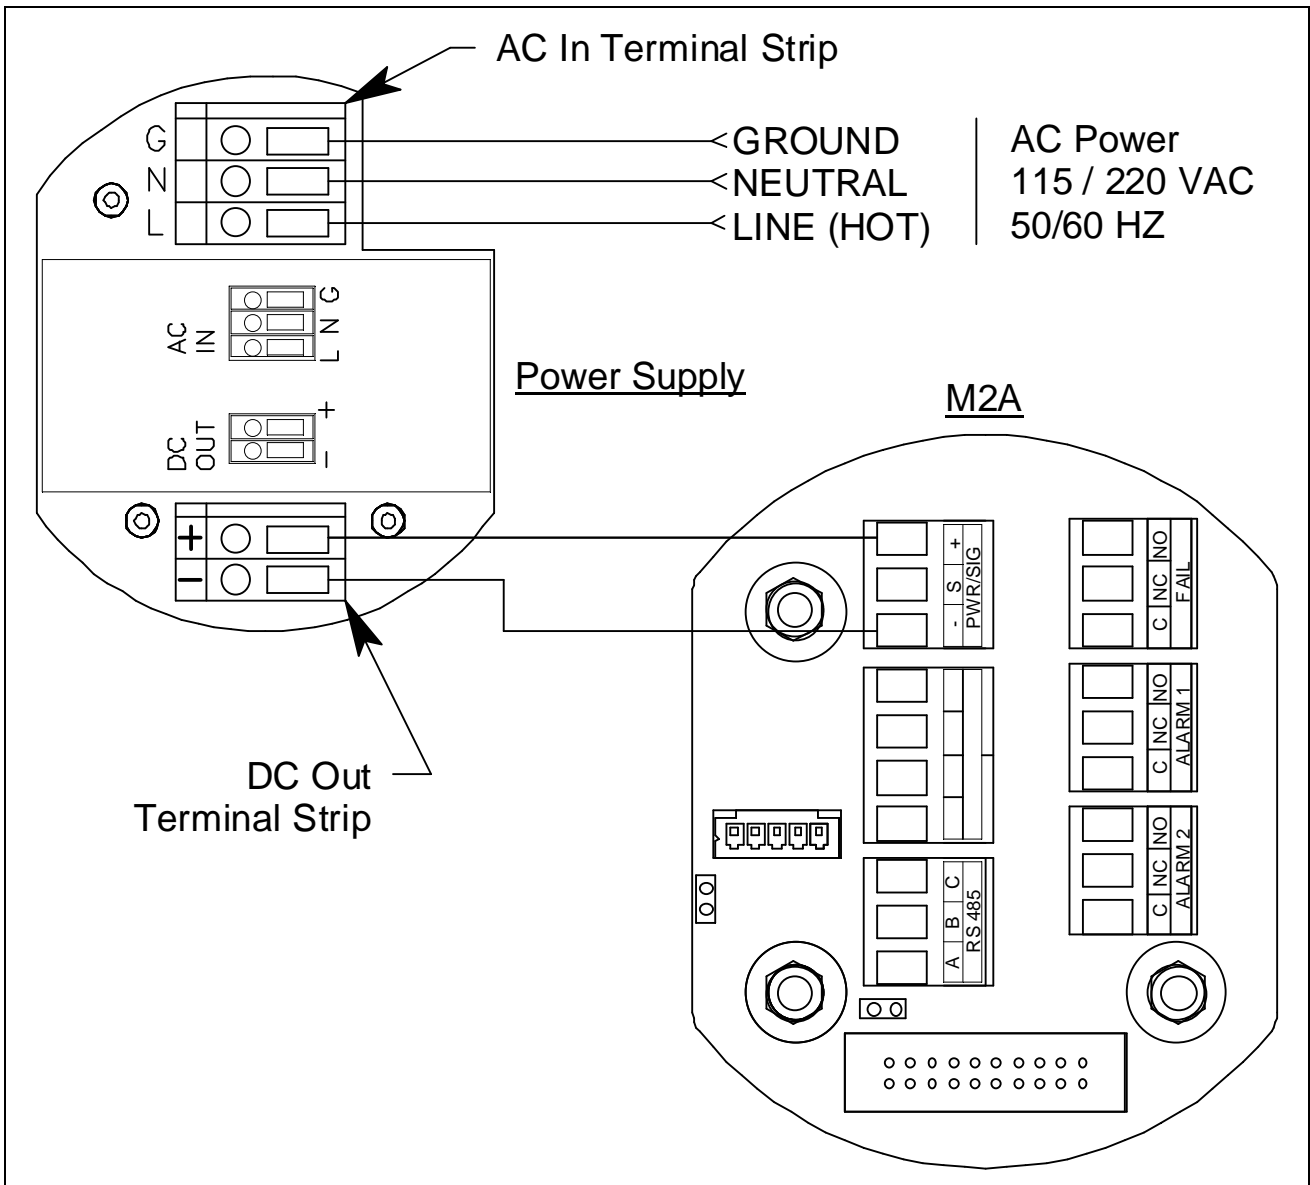 AC In Terminal Strip
G
N
L
GROUND
NEUTRAL
LINE (HOT)
AC Power
115 / 220 VAC
50/60 HZ
AC
IN
G
N
L
DC
OUT
+
-
Power Supply
+
-
DC Out
Terminal Strip
M2A
- S +
PWR/SIG
A B C
RS 485
C NC NO
FAIL
C NC NO
ALARM 1
C NC NO
ALARM 2